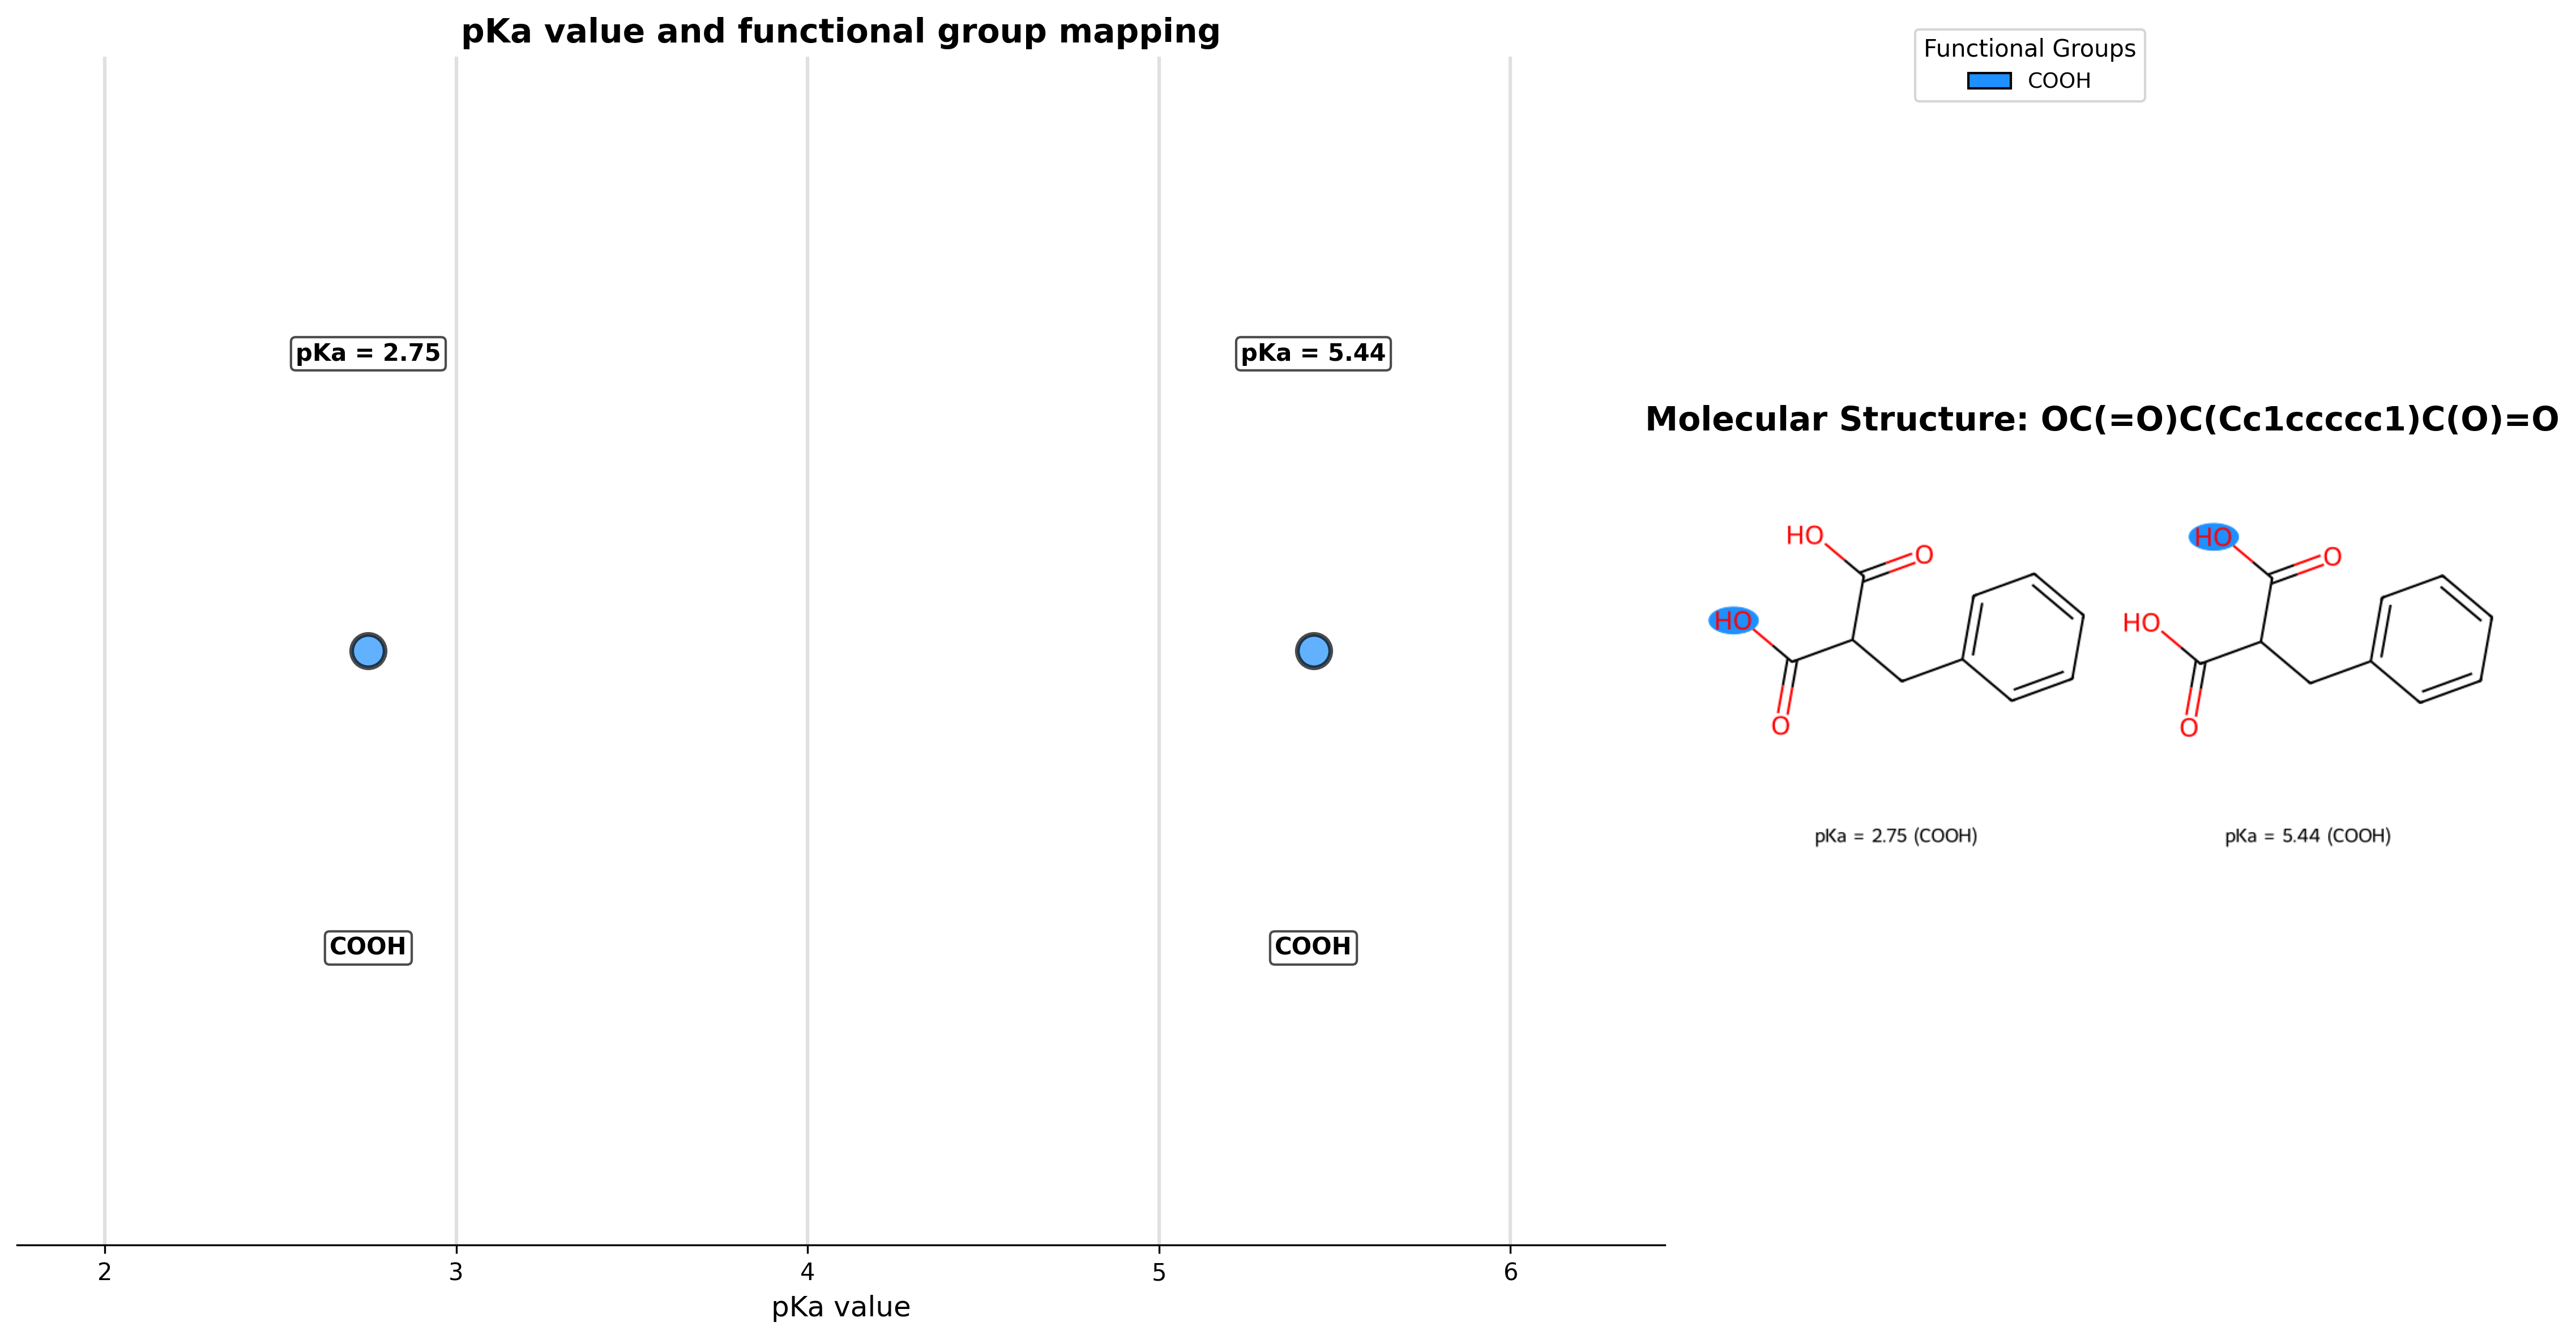 pKa value and functional group mapping
pKa = 2.75
pKa = 5.44
COOH
COOH
2 3 4 5 6
pKa value
Functional Groups
COOH
Molecular Structure: OC(=O)C(Cc1ccccc1)C(O)=O
HO
O
HO
O
HO
O
HO
O
pKa = 2.75 (COOH)
pKa = 5.44 (COOH)